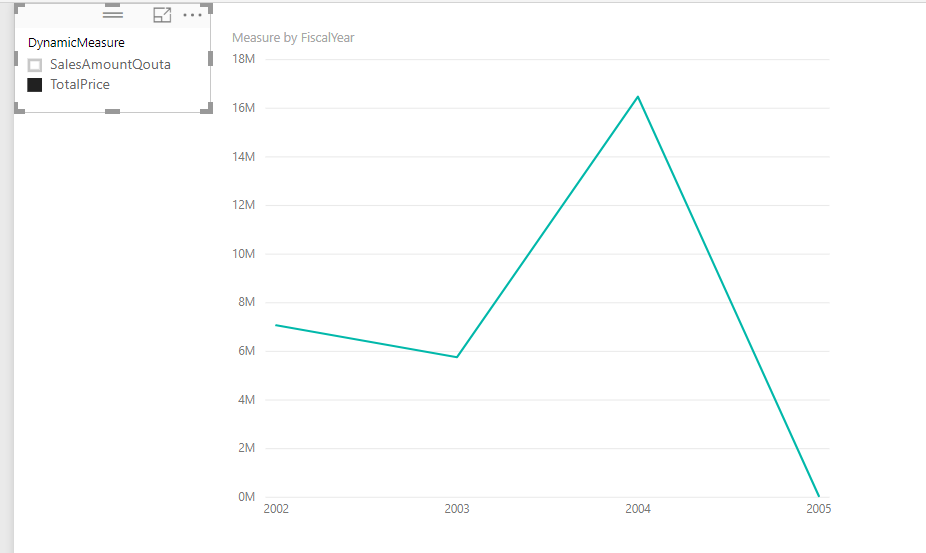 DynamicMeasure
SalesAmountQouta
TotalPrice
Measure by FiscalYear
18M
16M
14M
12M
10M
8M
6M
4M
2M
0M
2002 2003 2004 2005